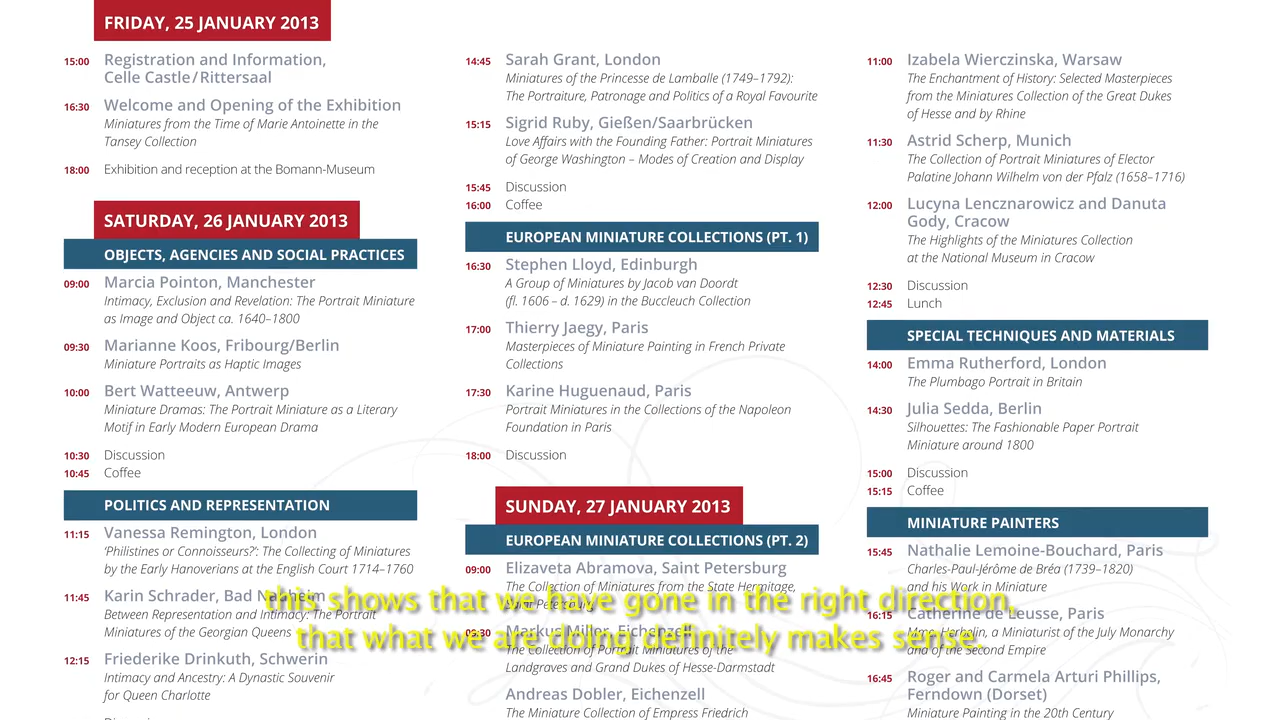 FRIDAY, 25 JANUARY 2013
15:00 Registration and Information,
Celle Castle/Rittersaal
16:30 Welcome and Opening of the Exhibition
Miniatures from the Time of Marie Antoinette in the
Tansey Collection
18:00 Exhibition and reception at the Bomann-Museum
SATURDAY, 26 JANUARY 2013
OBJECTS, AGENCIES AND SOCIAL PRACTICES
09:00 Marcia Pointon, Manchester
Intimacy, Exclusion and Revelation: The Portrait Miniature
as Image and Object ca. 1640–1800
09:30 Marianne Koos, Fribourg/Berlin
Miniature Portraits as Haptic Images
10:00 Bert Watteeuw, Antwerp
Miniature Dramas: The Portrait Miniature as a Literary
Motif in Early Modern European Drama
10:30 Discussion
10:45 Coffee
POLITICS AND REPRESENTATION
11:15 Vanessa Remington, London
'Philistines or Connoisseurs?': The Collecting of Miniatures
by the Early Hanoverians at the English Court 1714–1760
11:45 Karin Schrader, Bad Nauheim
Between Representation and Intimacy: The Portrait
Miniatures of the Georgian Queens
12:15 Friederike Drinkuth, Schwerin
Intimacy and Ancestry: A Dynastic Souvenir
for Queen Charlotte
14:45 Sarah Grant, London
Miniatures of the Princesse de Lamballe (1749–1792):
The Portraiture, Patronage and Politics of a Royal Favourite
15:15 Sigrid Ruby, Gießen/Saarbrücken
Love Affairs with the Founding Father: Portrait Miniatures
of George Washington – Modes of Creation and Display
15:45 Discussion
16:00 Coffee
EUROPEAN MINIATURE COLLECTIONS (PT. 1)
16:30 Stephen Lloyd, Edinburgh
A Group of Miniatures by Jacob van Doordt
(fl. 1606 – d. 1629) in the Buccleuch Collection
17:00 Thierry Jaegy, Paris
Masterpieces of Miniature Painting in French Private
Collections
17:30 Karine Huguenaud, Paris
Portrait Miniatures in the Collections of the Napoleon
Foundation in Paris
18:00 Discussion
SUNDAY, 27 JANUARY 2013
EUROPEAN MINIATURE COLLECTIONS (PT. 2)
09:00 Elizaveta Abramova, Saint Petersburg
The Collection of Miniatures from the State Hermitage,
Saint Petersburg
09:30 Markus Miller, Eichenzell
The Collection of Portrait Miniatures of the
Landgraves and Grand Dukes of Hesse-Darmstadt
Andreas Dobler, Eichenzell
The Miniature Collection of Empress Friedrich
11:00 Izabela Wierczinska, Warsaw
The Enchantment of History: Selected Masterpieces
from the Miniatures Collection of the Great Dukes
of Hesse and by Rhine
11:30 Astrid Scherp, Munich
The Collection of Portrait Miniatures of Elector
Palatine Johann Wilhelm von der Pfalz (1658–1716)
12:00 Lucyna Lencznarowicz and Danuta
Gody, Cracow
The Highlights of the Miniatures Collection
at the National Museum in Cracow
12:30 Discussion
12:45 Lunch
SPECIAL TECHNIQUES AND MATERIALS
14:00 Emma Rutherford, London
The Plumbago Portrait in Britain
14:30 Julia Sedda, Berlin
Silhouettes: The Fashionable Paper Portrait
Miniature around 1800
15:00 Discussion
15:15 Coffee
MINIATURE PAINTERS
15:45 Nathalie Lemoine-Bouchard, Paris
Charles-Paul-Jérôme de Bréa (1739–1820)
and his Work in Miniature
16:15 Catherine de Leusse, Paris
Mme. Herbelin, a Miniaturist of the July Monarchy
and of the Second Empire
16:45 Roger and Carmela Arturi Phillips,
Ferndown (Dorset)
Miniature Painting in the 20th Century
this shows that we have gone in the right direction,
that what we are doing definitely makes sense.